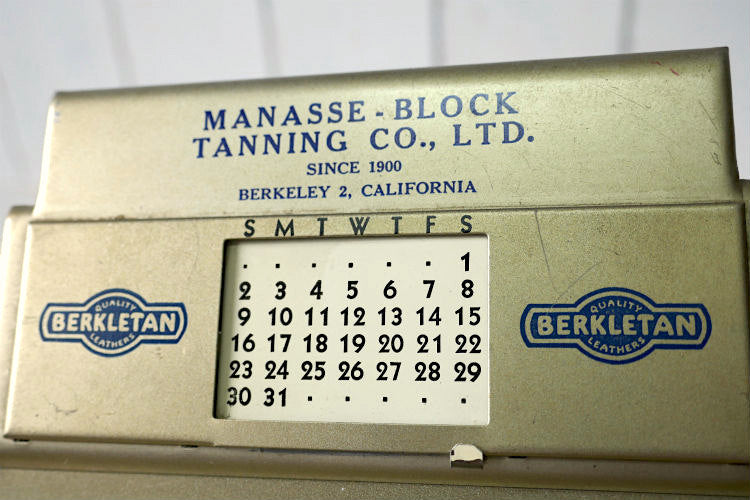 MANASSE - BLOCK
TANNING CO., LTD.
SINCE 1900
BERKELEY 2, CALIFORNIA
S M T W T F S
. . . . . . 1
2 3 4 5 6 7 8
9 10 11 12 13 14 15
16 17 18 19 20 21 22
23 24 25 26 27 28 29
30 31 . . . . .
QUALITY
BERKLETAN
LEATHERS
QUALITY
BERKLETAN
LEATHERS